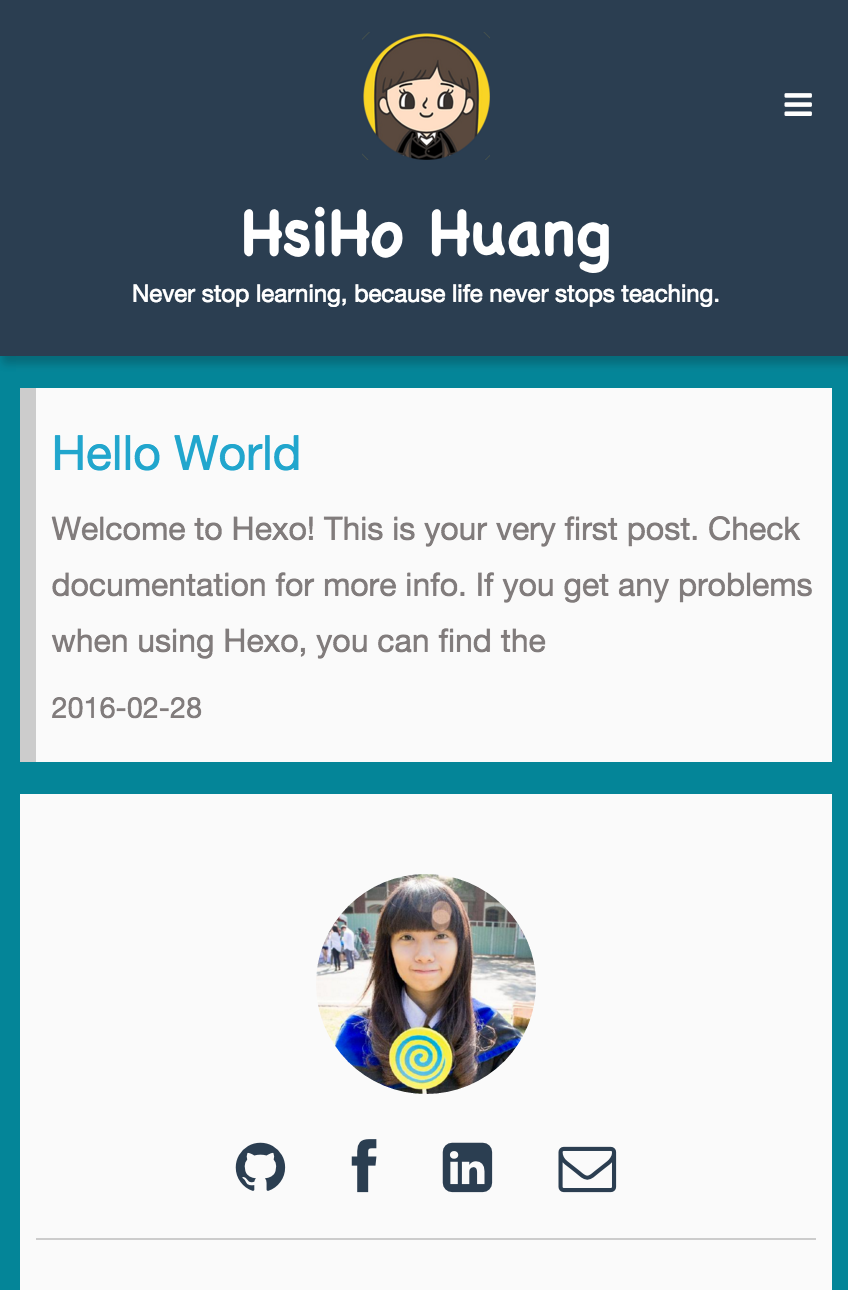 HsiHo Huang
Never stop learning, because life never stops teaching.
Hello World
Welcome to Hexo! This is your very first post. Check
documentation for more info. If you get any problems
when using Hexo, you can find the
2016-02-28